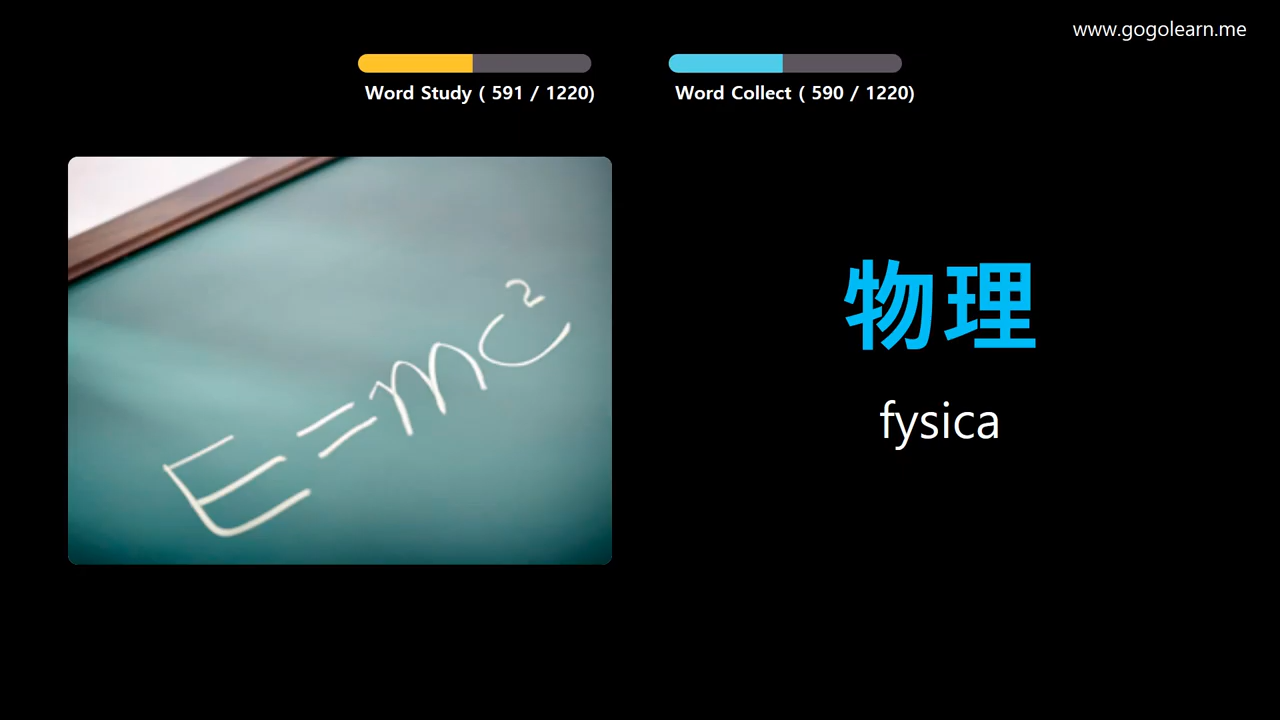 www.gogolearn.me
Word Study ( 591 / 1220)
Word Collect ( 590 / 1220)
E=mc²
物理
fysica